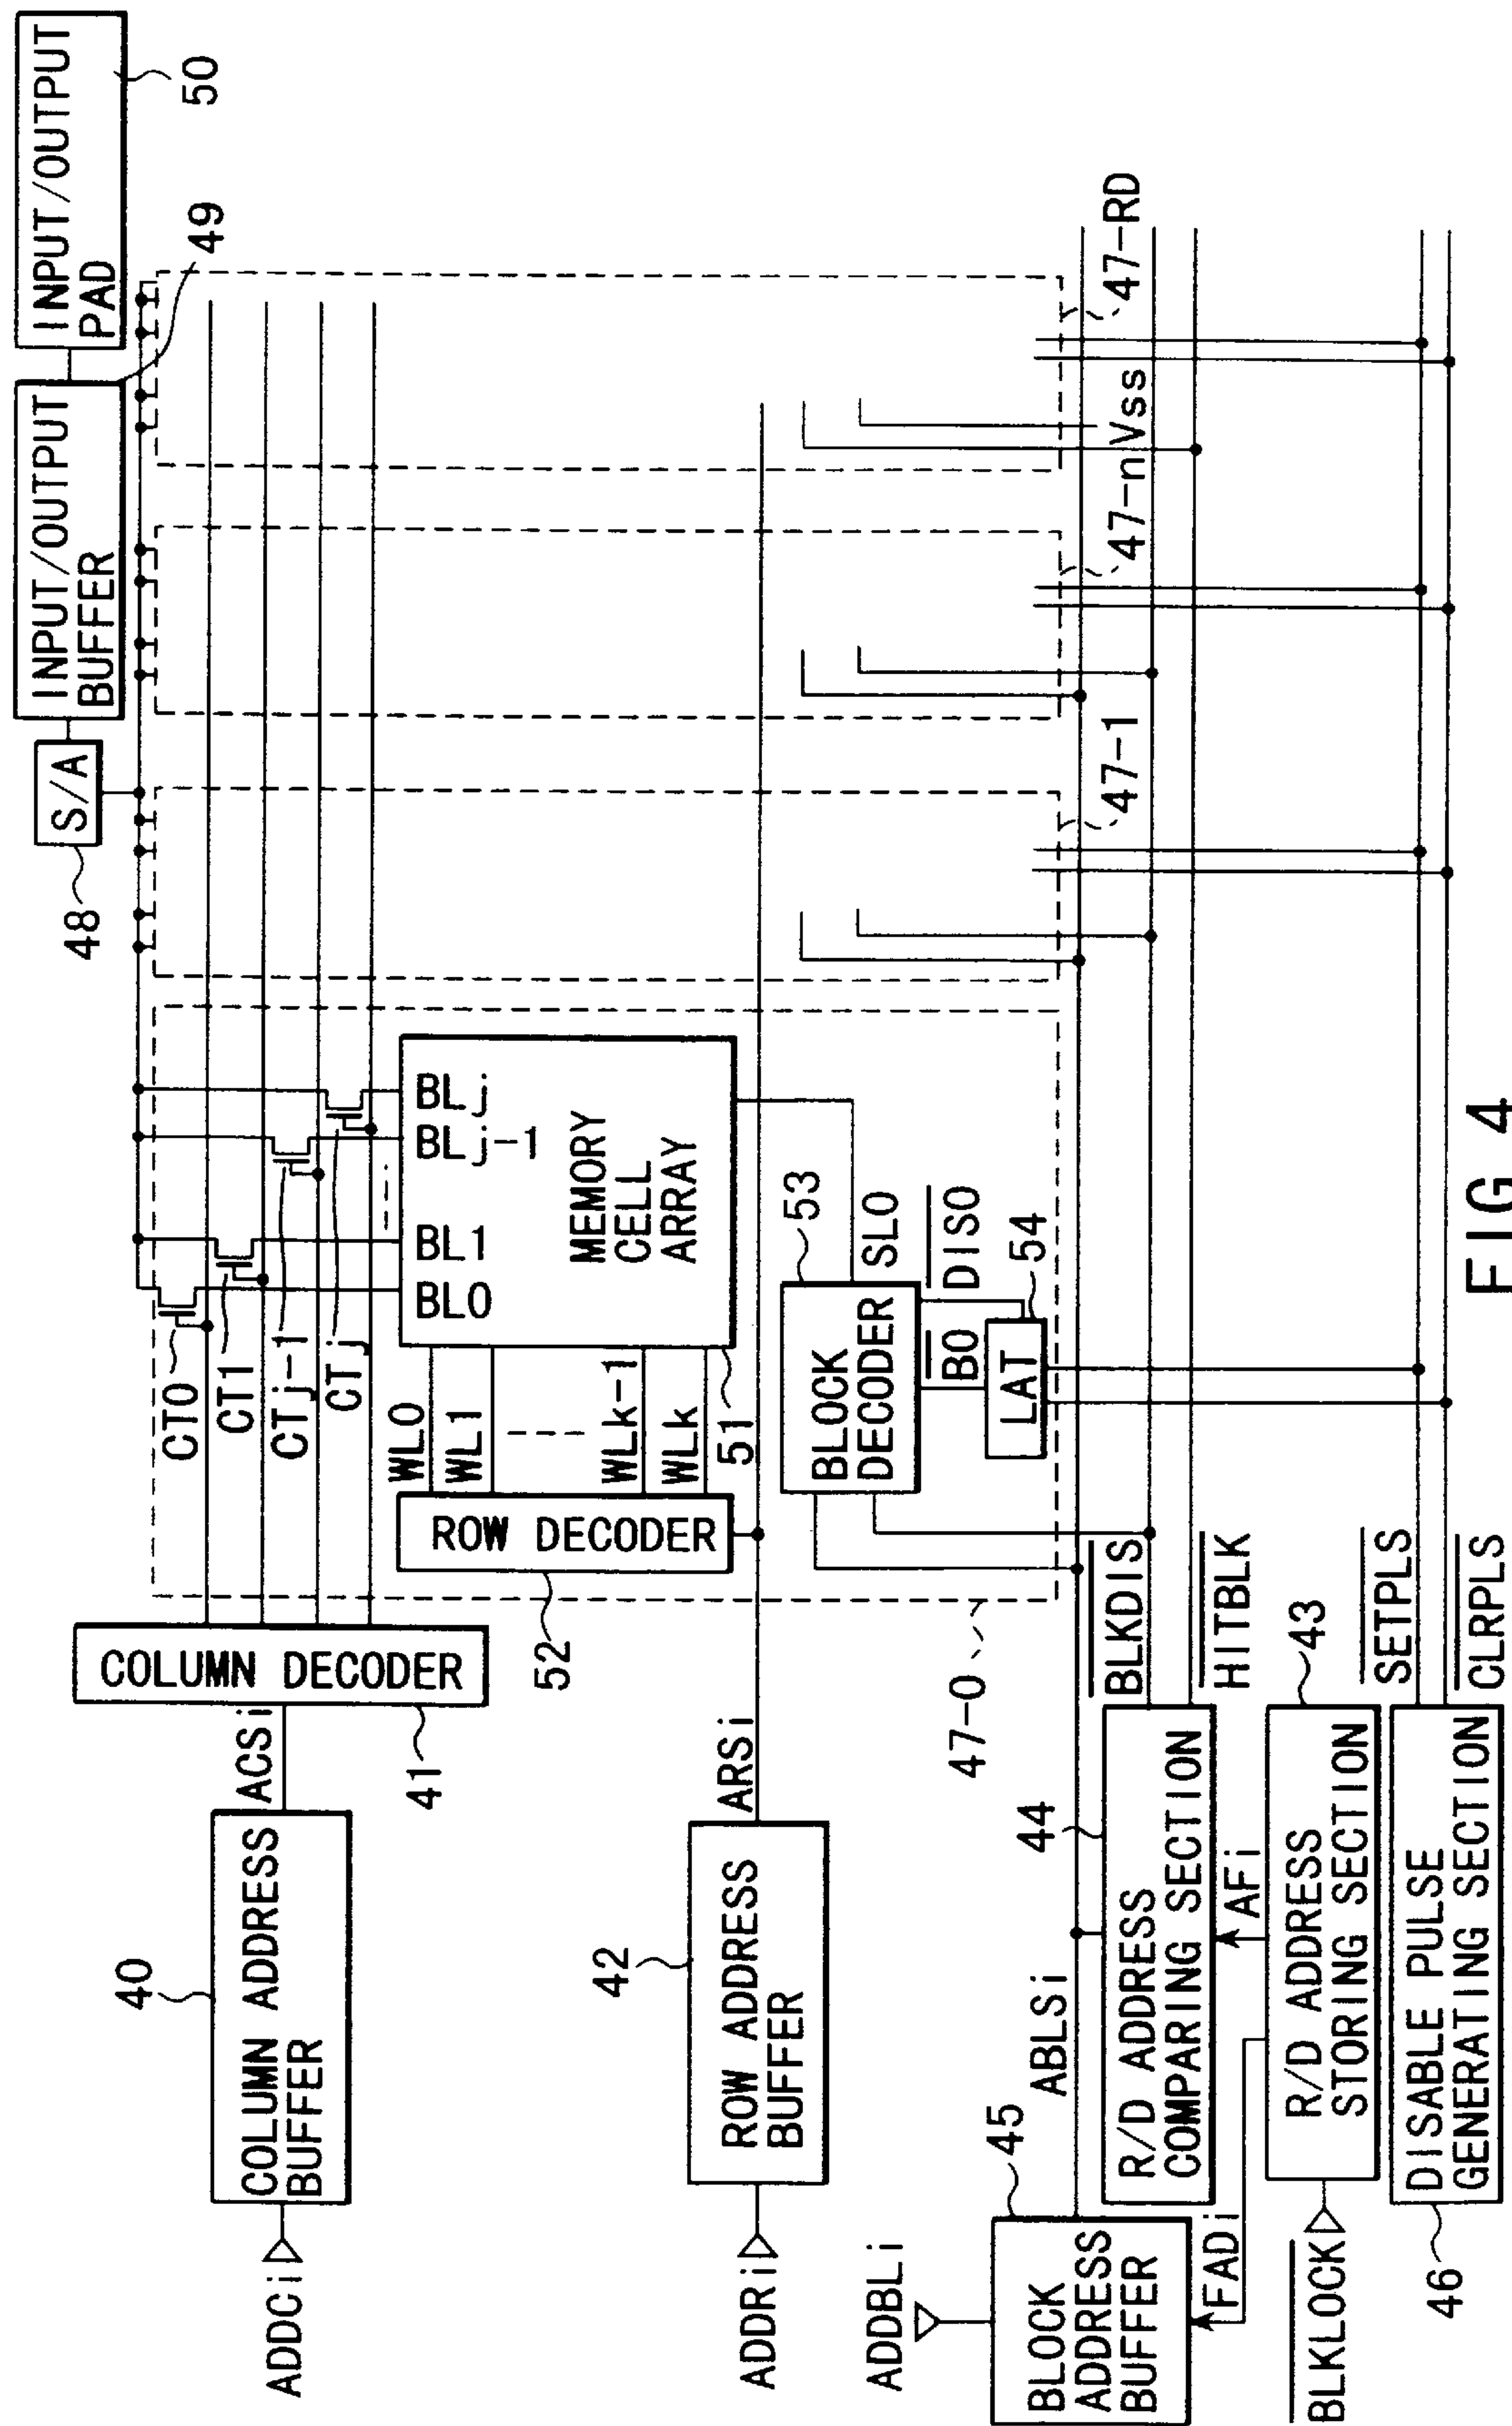 INPUT/OUTPUT
PAD
50
INPUT/OUTPUT
BUFFER
49
S/A
48
COLUMN DECODER
41
ACSi
40
COLUMN ADDRESS
BUFFER
ADDCi
CT0
CT1
CTj-1
CTj
BL0
BL1
BLj-1
BLj
MEMORY
CELL
ARRAY
51
WL0
WL1
WLk-1
WLk
ROW DECODER
52
ARSi
42
ROW ADDRESS
BUFFER
ADDRi
BLOCK
DECODER
53
SL0
DIS0
B0
LAT
54
47-0
47-1
47-n
Vss
47-RD
ADDBLi
45
BLOCK
ADDRESS
BUFFER
ABLSi
44
R/D ADDRESS
COMPARING SECTION
BLKDIS
HITBLK
AFi
FADi
43
R/D ADDRESS
STORING SECTION
BLKLOCK
46
DISABLE PULSE
GENERATING SECTION
SETPLS
CLRPLS
FIG. 4